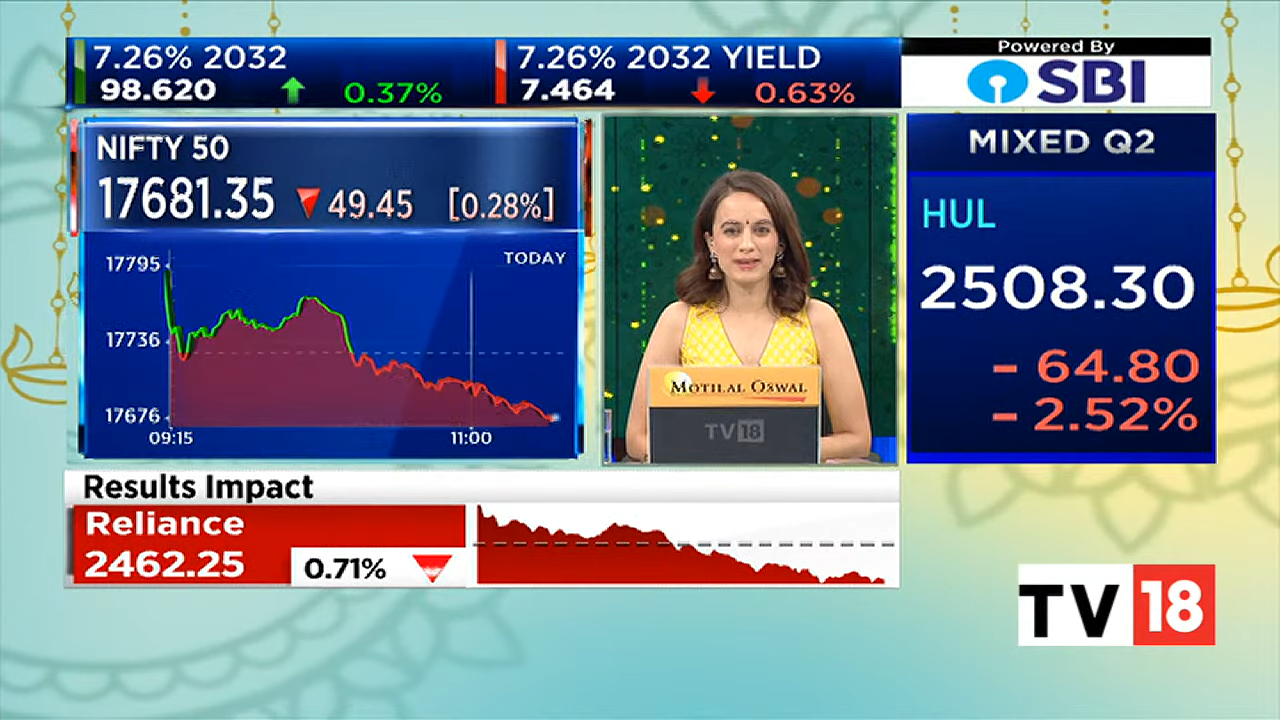 7.26% 2032
98.620 0.37%
7.26% 2032 YIELD
7.464 0.63%
Powered By
SBI
NIFTY 50
17681.35 49.45 [0.28%]
TODAY
17795
17736
17676
09:15 11:00
MOTILAL OSWAL
TV18
MIXED Q2
HUL
2508.30
- 64.80
- 2.52%
Results Impact
Reliance
2462.25 0.71%
TV18